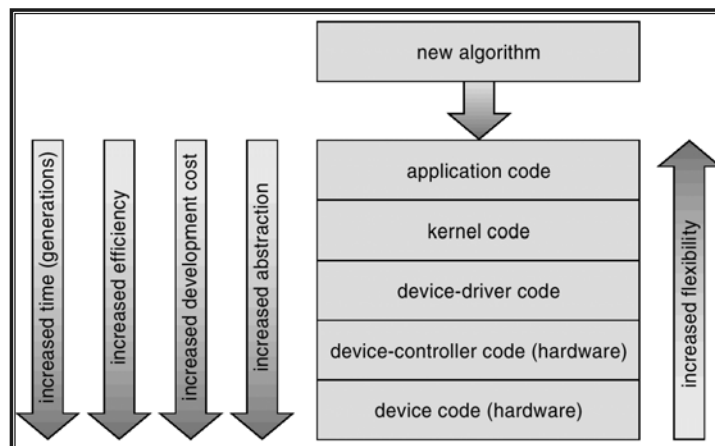 new algorithm
increased time (generations)
increased efficiency
increased development cost
increased abstraction
application code
kernel code
device-driver code
device-controller code (hardware)
device code (hardware)
increased flexibility